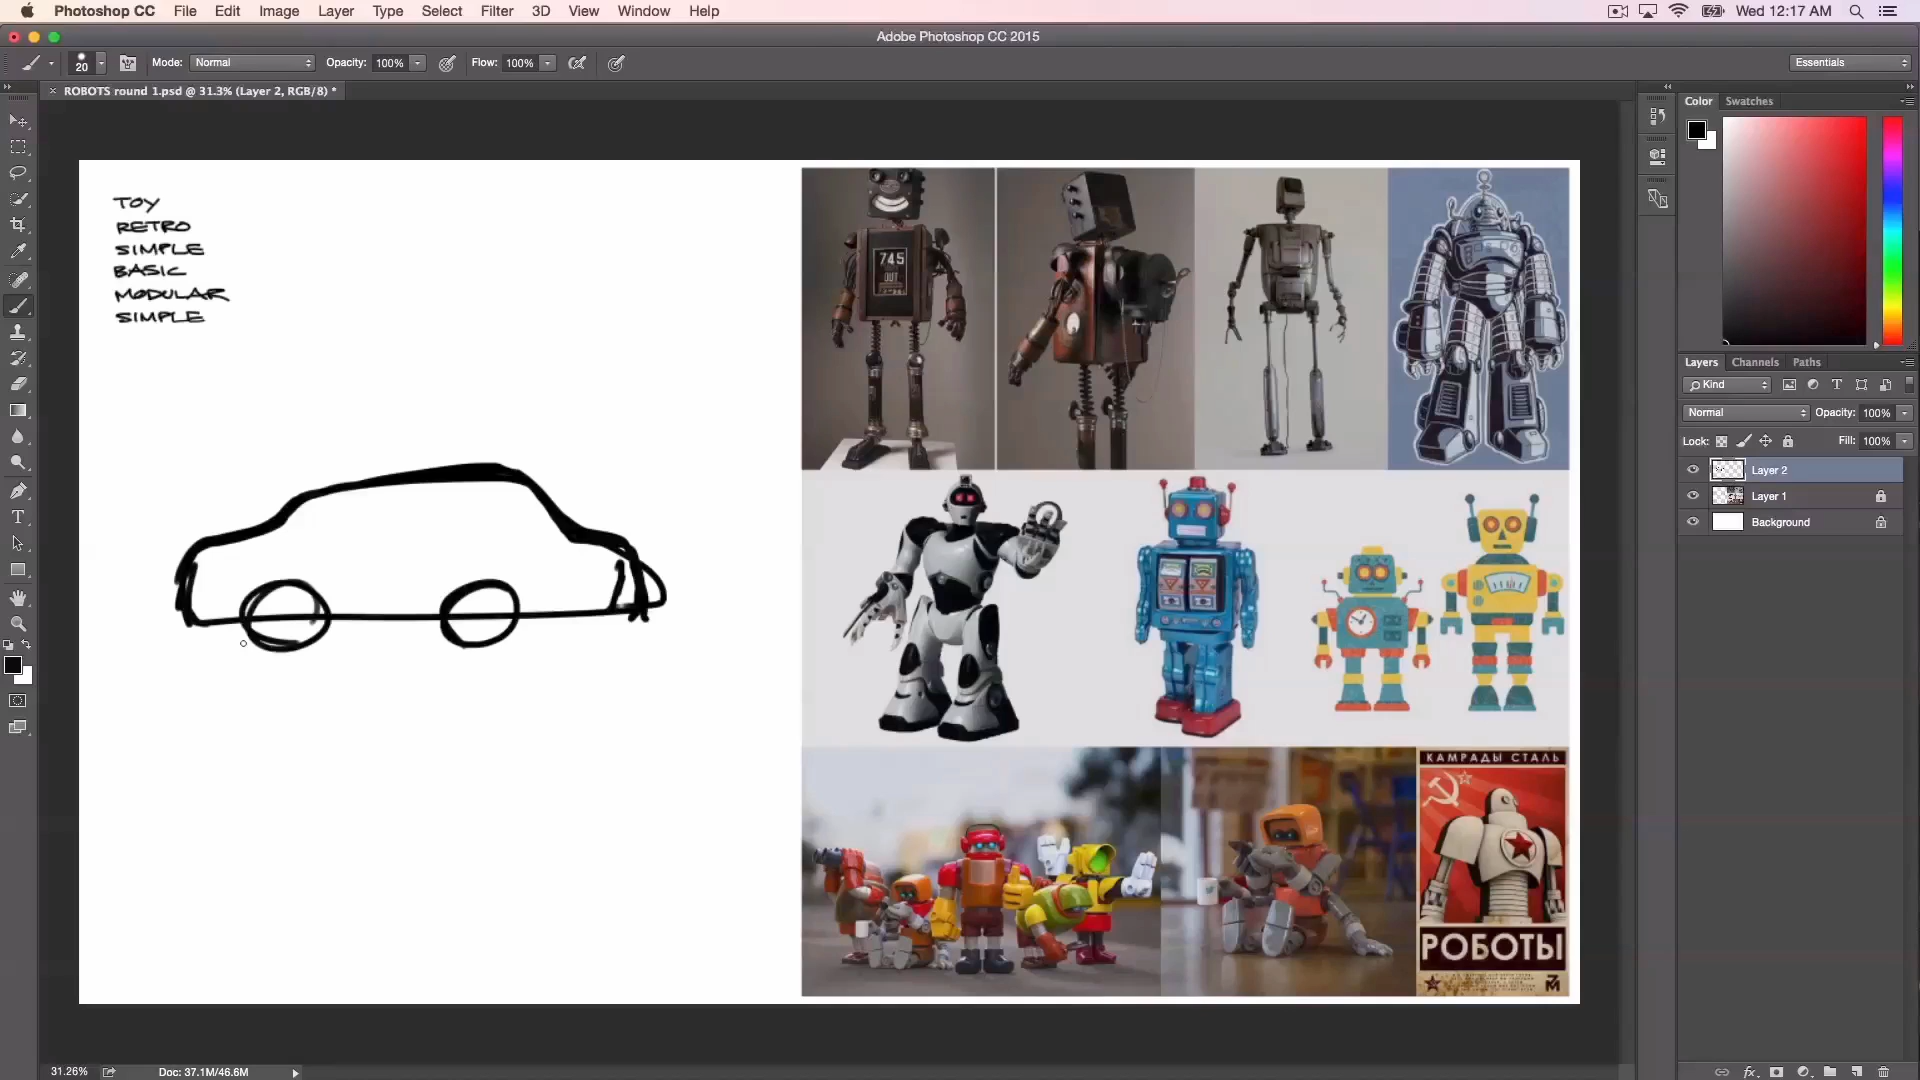 Photoshop CC File Edit Image Layer Type Select Filter 3D View Window Help Wed 12:17 AM
Adobe Photoshop CC 2015
20 Mode: Normal Opacity: 100% Flow: 100% Essentials
ROBOTS round 1.psd @ 31.3% (Layer 2, RGB/8) *
TOY
RETRO
SIMPLE
BASIC
MODULAR
SIMPLE
745
OUT
КАМРАДЫ СТАЛЬ
РОБОТЫ
Color Swatches
Layers Channels Paths
Kind
Normal Opacity: 100%
Lock: Fill: 100%
Layer 2
Layer 1
Background
31.26% Doc: 37.1M/46.6M